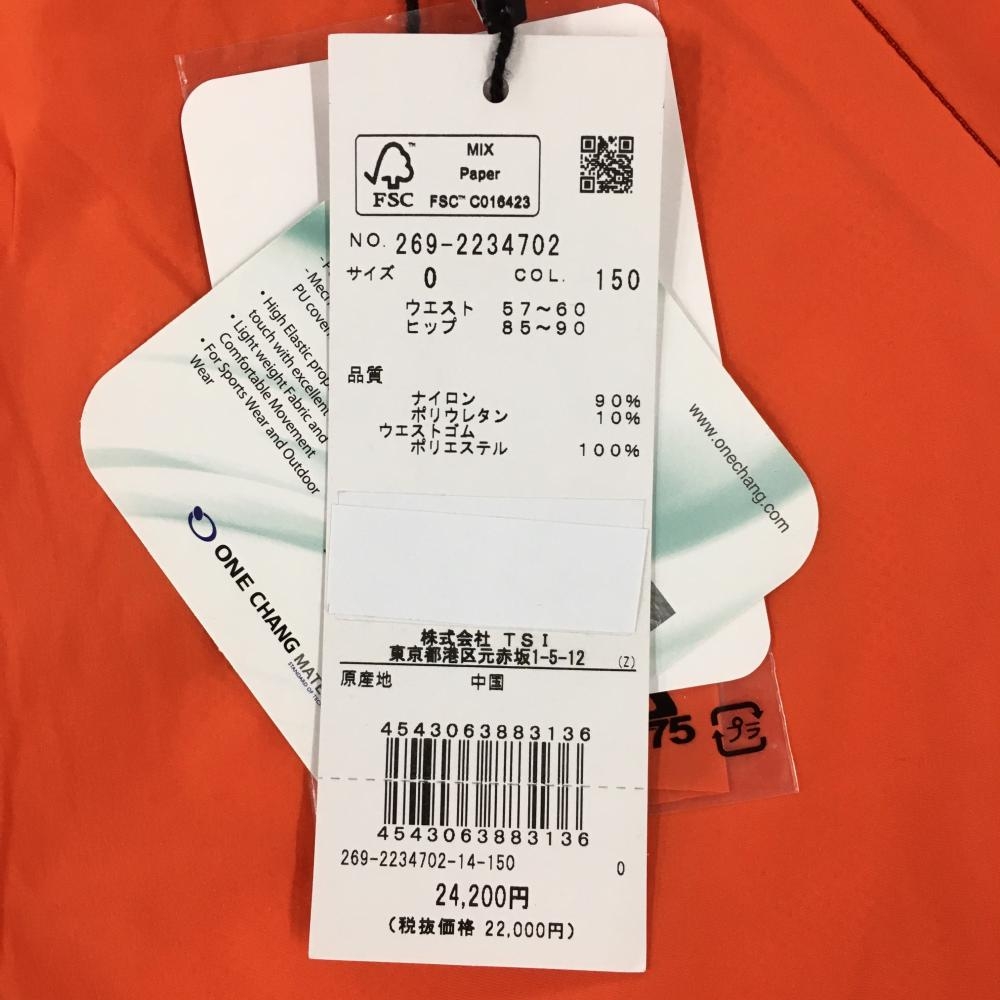 MIX
Paper
FSC™ C016423
FSC
NO. 269-2234702
サイズ 0 COL. 150
ウエスト 57～60
ヒップ 85～90
品質
ナイロン 90%
ポリウレタン 10%
ウエストゴム
ポリエステル 100%
株式会社 TSI
東京都港区元赤坂1-5-12 (Z)
原産地 中国
4543063883136
4543063883136
269-2234702-14-150 0
24,200円
(税抜価格 22,000円)
PU cover
• High Elastic prop
touch with excellent
• Light weight Fabric and
Comfortable Movement
• For Sports Wear and Outdoor
Wear
ONE CHANG MATE
www.onechang.com
75
プラ